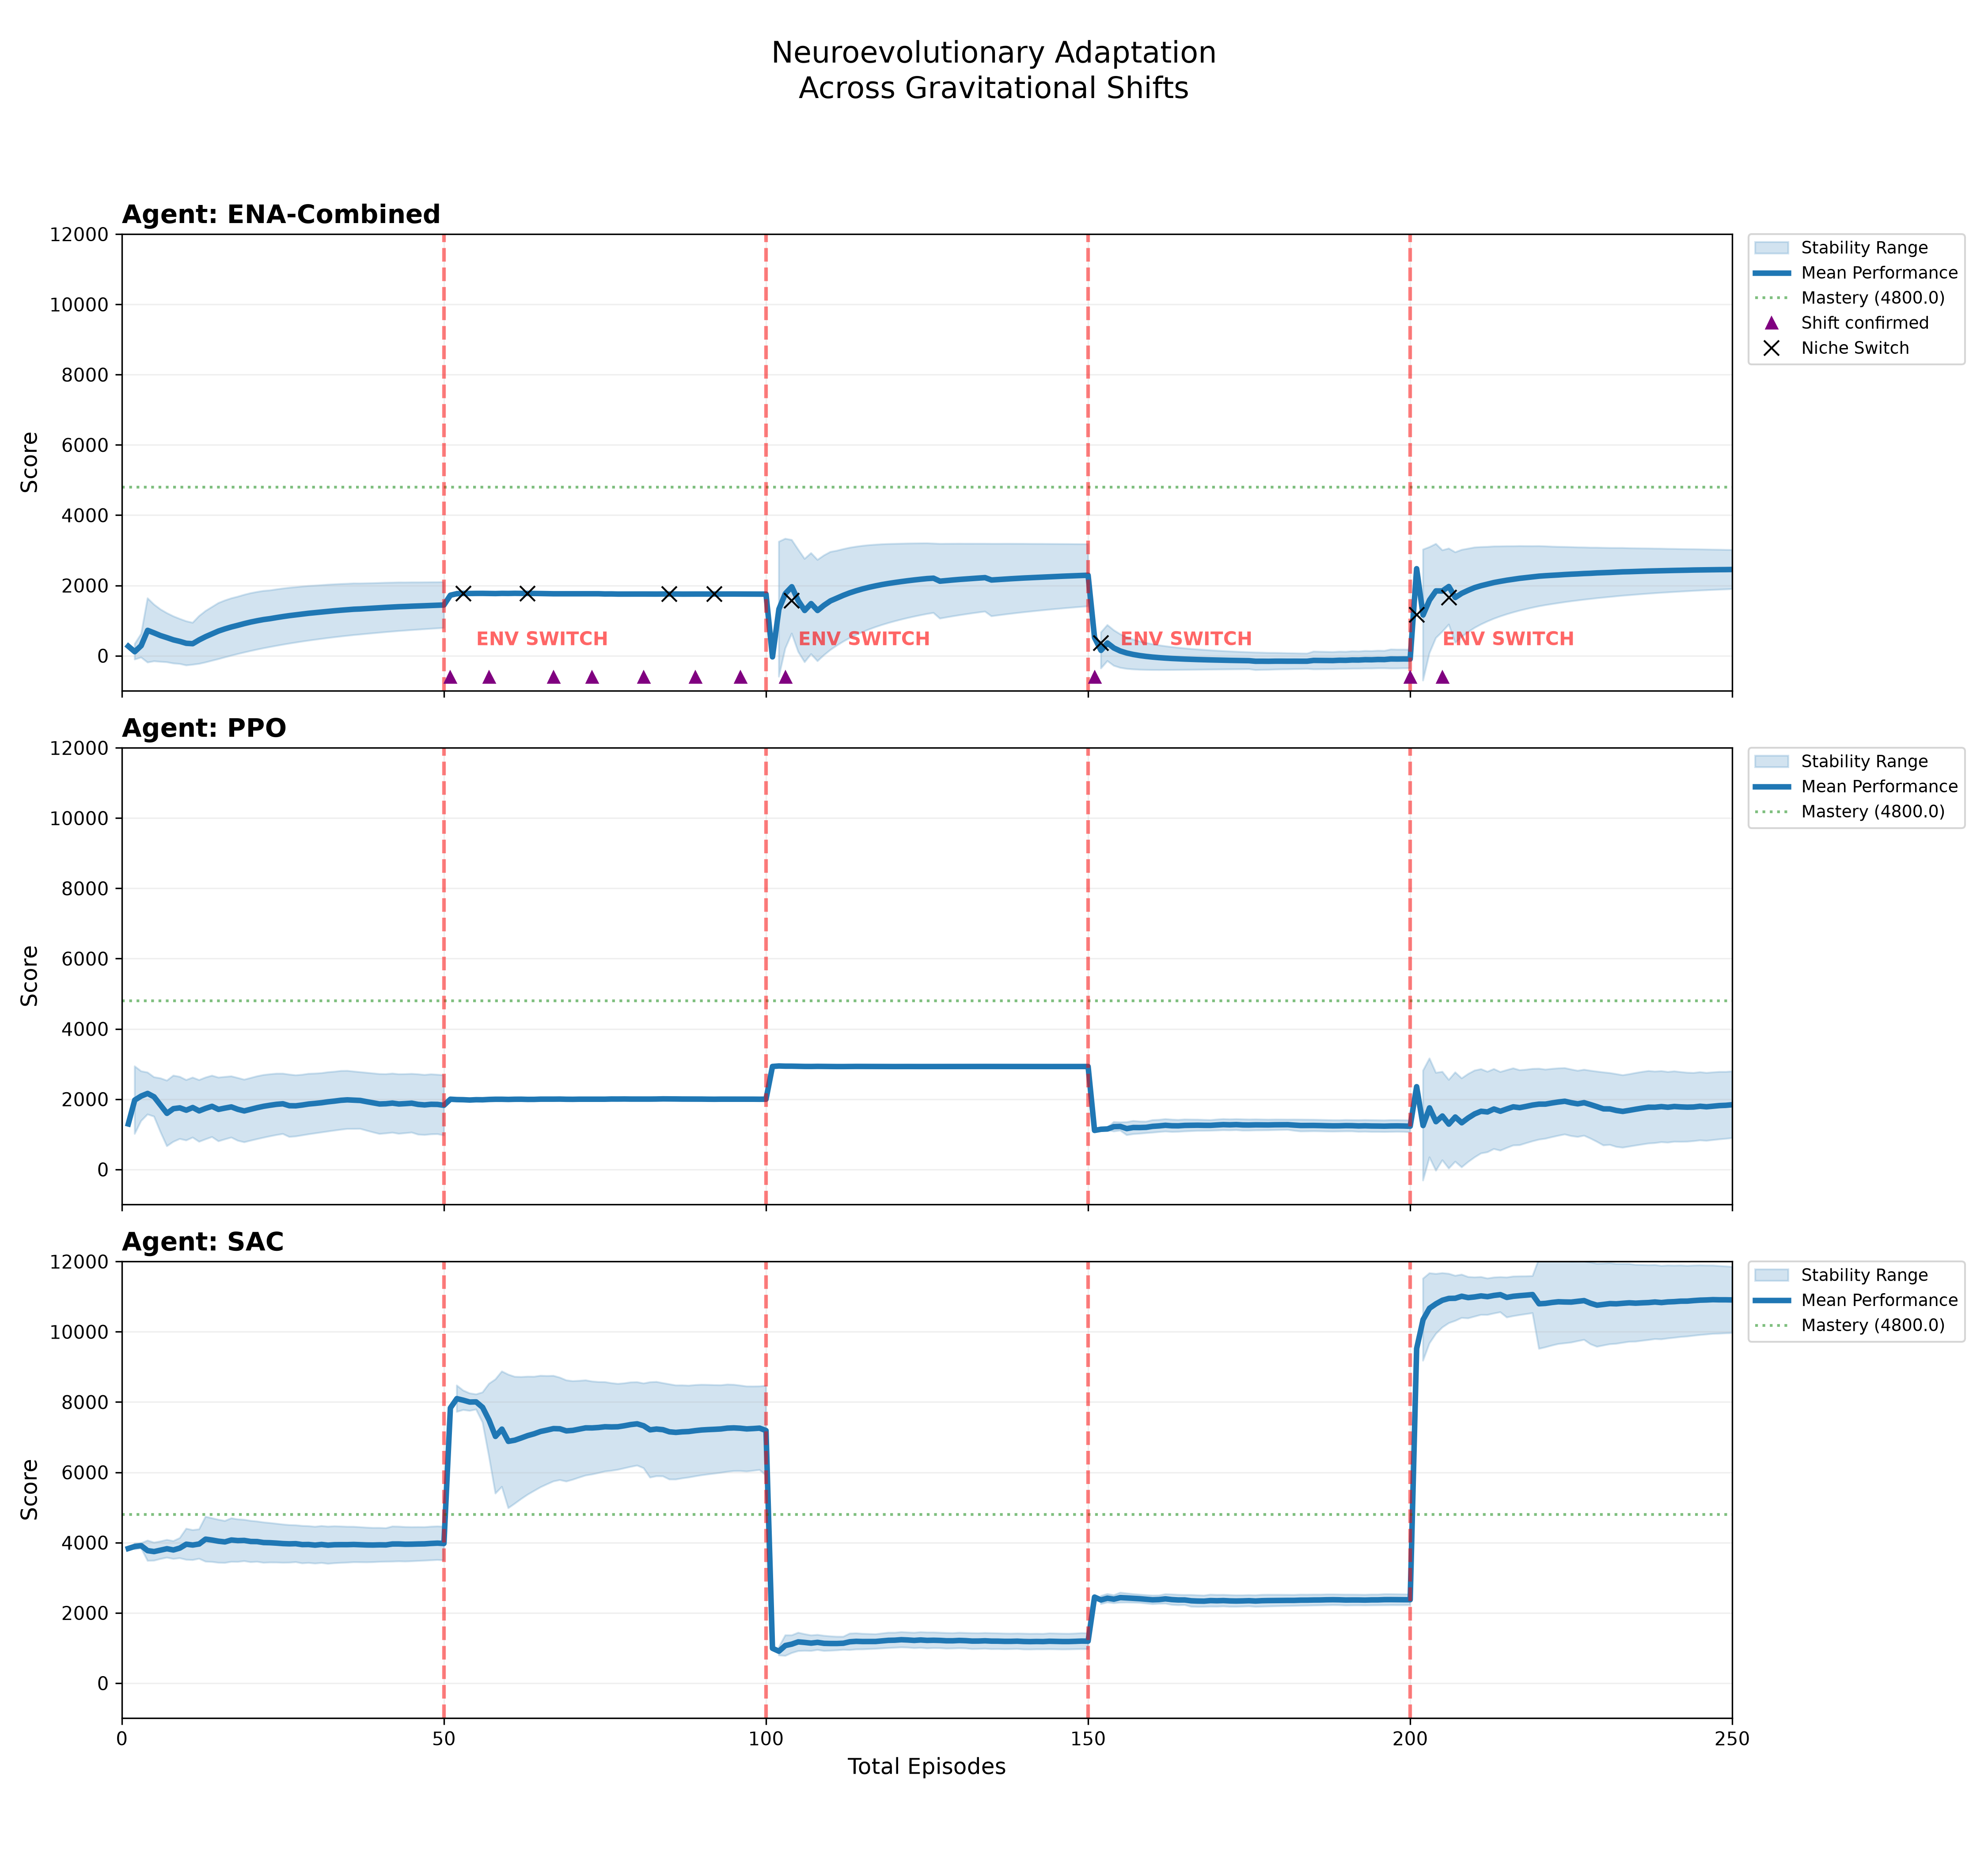 Neuroevolutionary Adaptation
Across Gravitational Shifts
Agent: ENA-Combined
12000
10000
8000
6000
4000
2000
0
Score
ENV SWITCH
ENV SWITCH
ENV SWITCH
ENV SWITCH
Stability Range
Mean Performance
Mastery (4800.0)
Shift confirmed
Niche Switch
Agent: PPO
12000
10000
8000
6000
4000
2000
0
Score
Stability Range
Mean Performance
Mastery (4800.0)
Agent: SAC
12000
10000
8000
6000
4000
2000
0
Score
Stability Range
Mean Performance
Mastery (4800.0)
0
50
100
150
200
250
Total Episodes